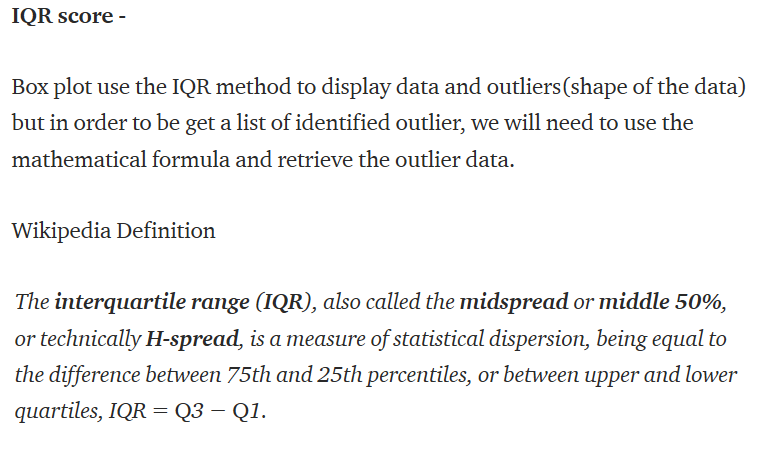 IQR score -
Box plot use the IQR method to display data and outliers(shape of the data)
but in order to be get a list of identified outlier, we will need to use the
mathematical formula and retrieve the outlier data.
Wikipedia Definition
The interquartile range (IQR), also called the midspread or middle 50%,
or technically H-spread, is a measure of statistical dispersion, being equal to
the difference between 75th and 25th percentiles, or between upper and lower
quartiles, IQR = Q3 − Q1.